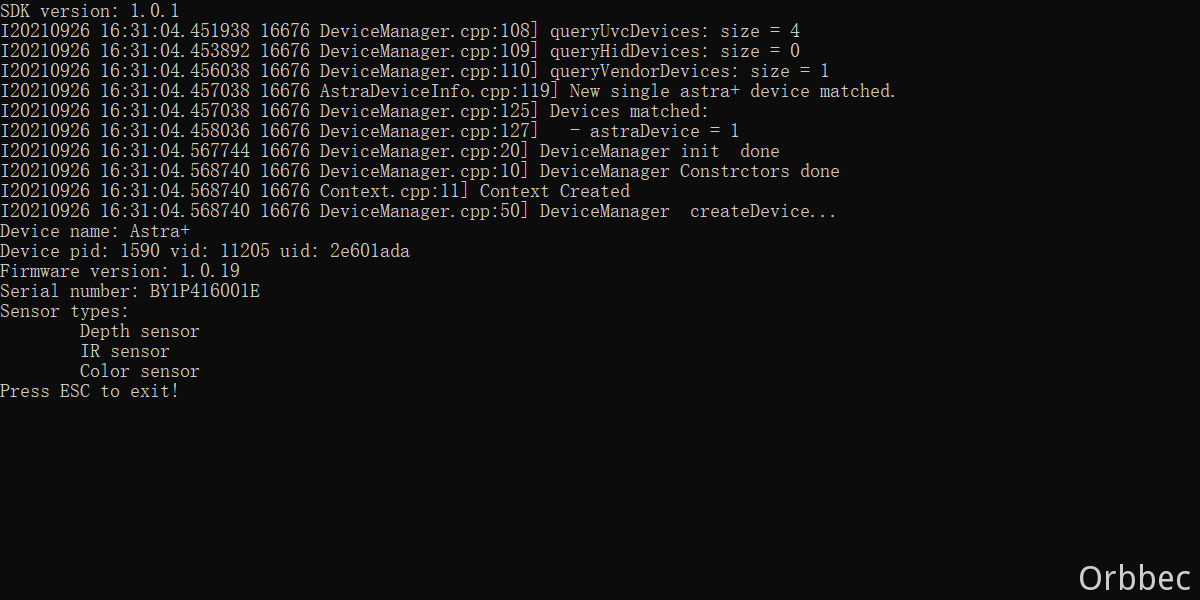 SDK version: 1.0.1
I20210926 16:31:04.451938 16676 DeviceManager.cpp:108] queryUvcDevices: size = 4
I20210926 16:31:04.453892 16676 DeviceManager.cpp:109] queryHidDevices: size = 0
I20210926 16:31:04.456038 16676 DeviceManager.cpp:110] queryVendorDevices: size = 1
I20210926 16:31:04.457038 16676 AstraDeviceInfo.cpp:119] New single astra+ device matched.
I20210926 16:31:04.457038 16676 DeviceManager.cpp:125] Devices matched:
I20210926 16:31:04.458036 16676 DeviceManager.cpp:127]   - astraDevice = 1
I20210926 16:31:04.567744 16676 DeviceManager.cpp:20] DeviceManager init  done
I20210926 16:31:04.568740 16676 DeviceManager.cpp:10] DeviceManager Constrctors done
I20210926 16:31:04.568740 16676 Context.cpp:11] Context Created
I20210926 16:31:04.568740 16676 DeviceManager.cpp:50] DeviceManager  createDevice...
Device name: Astra+
Device pid: 1590 vid: 11205 uid: 2e601ada
Firmware version: 1.0.19
Serial number: BY1P416001E
Sensor types:
        Depth sensor
        IR sensor
        Color sensor
Press ESC to exit!
Orbbec